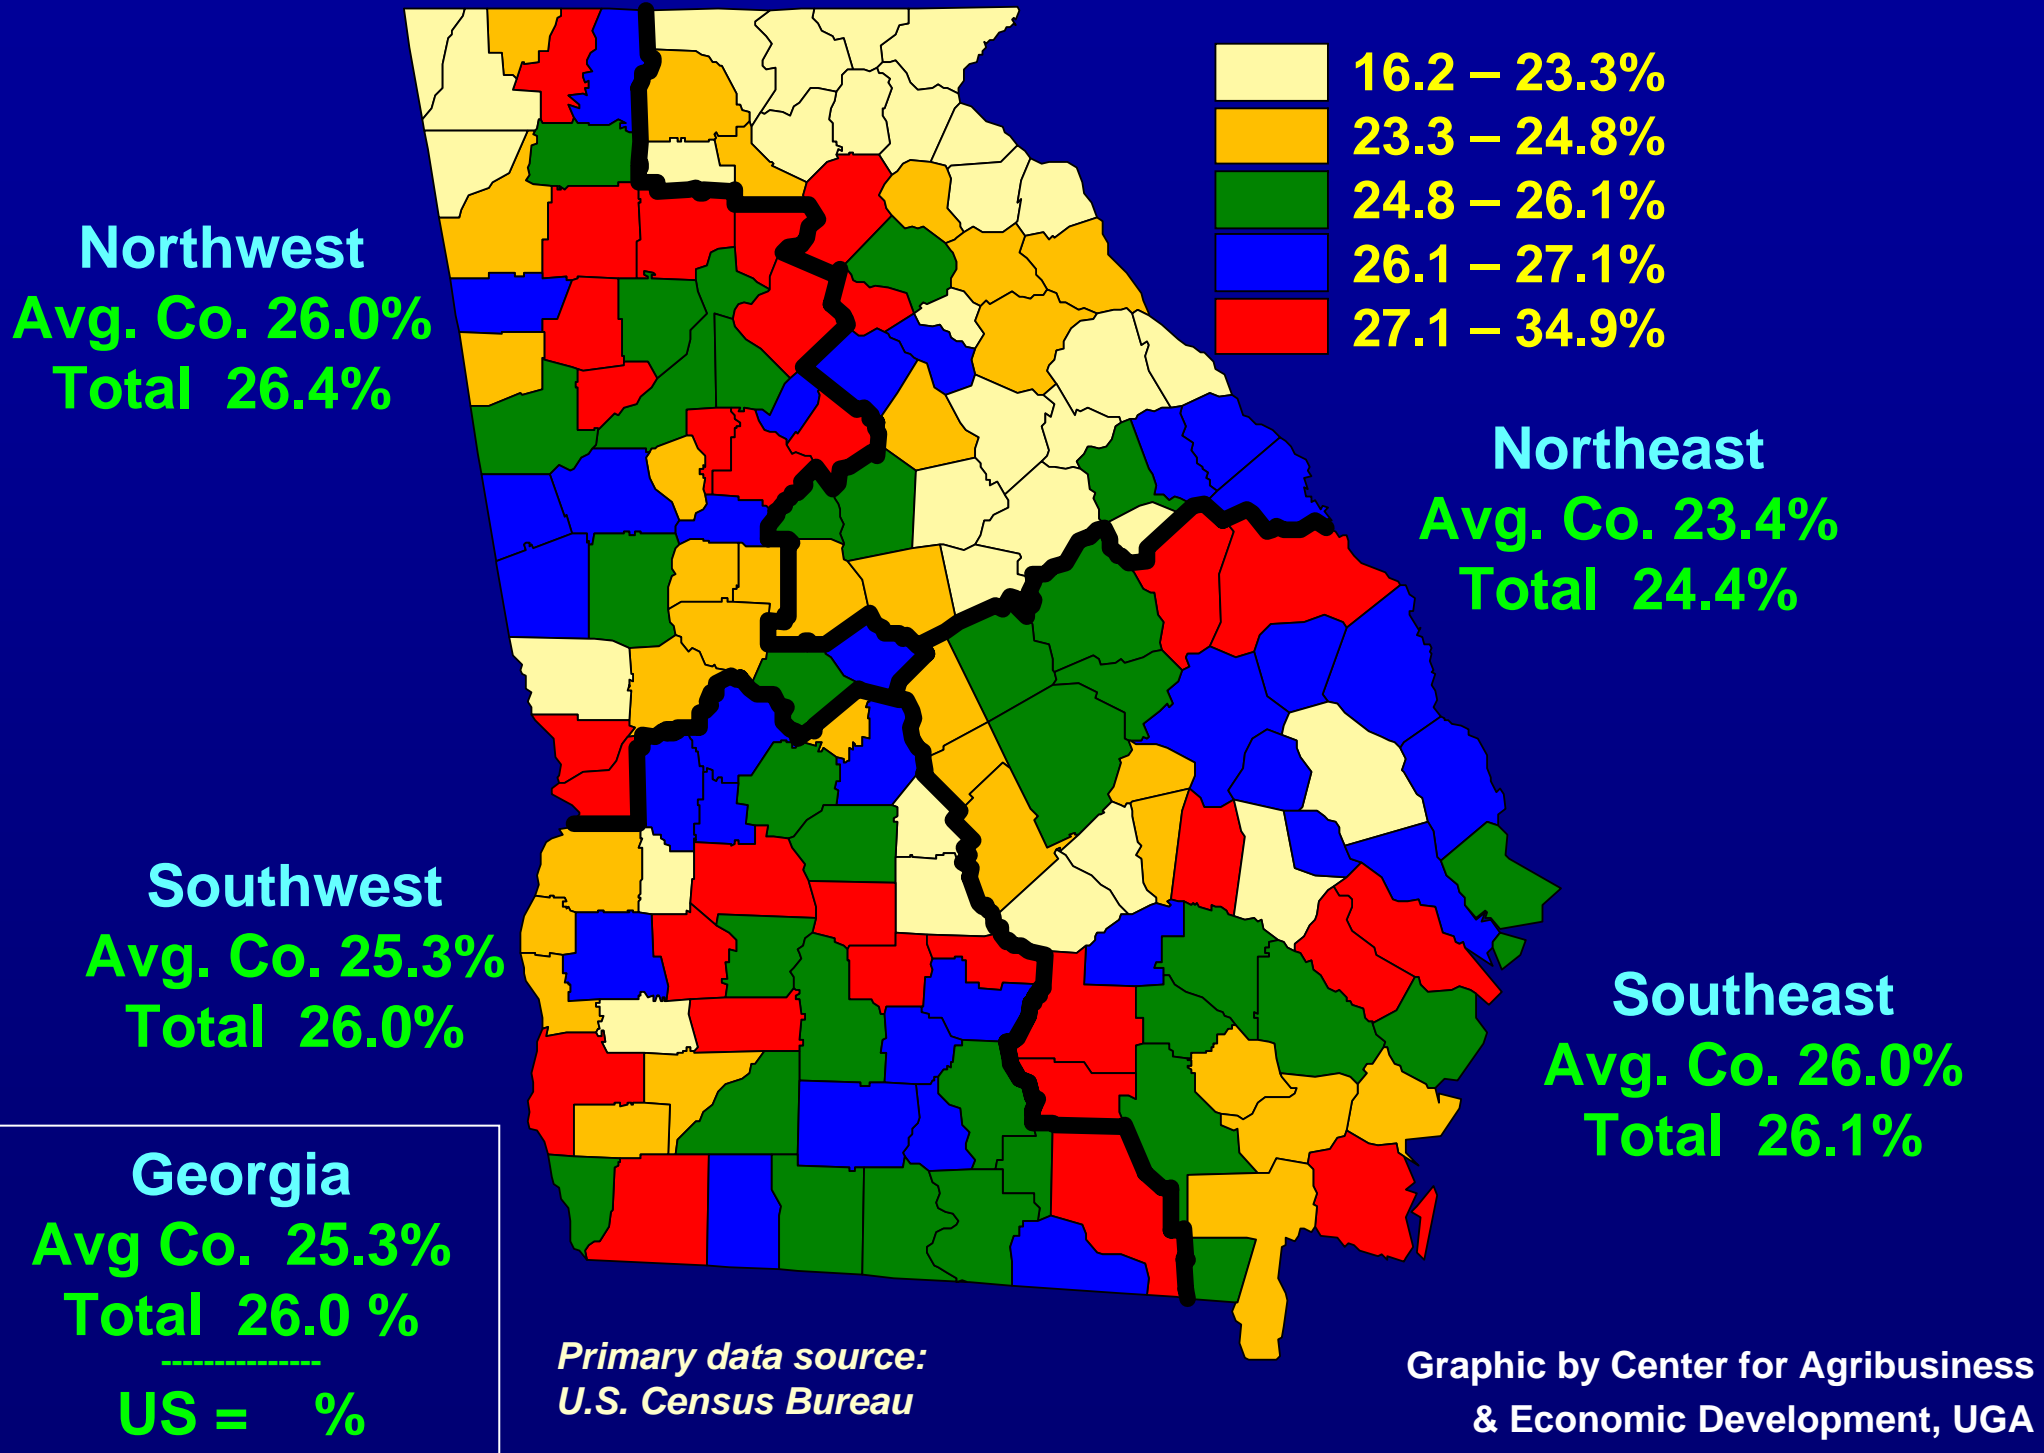 16.2 – 23.3%
23.3 – 24.8%
24.8 – 26.1%
26.1 – 27.1%
27.1 – 34.9%
Northwest
Avg. Co. 26.0%
Total 26.4%
Northeast
Avg. Co. 23.4%
Total 24.4%
Southwest
Avg. Co. 25.3%
Total 26.0%
Southeast
Avg. Co. 26.0%
Total 26.1%
Georgia
Avg Co. 25.3%
Total 26.0 %
---------------
US = %
Primary data source:
U.S. Census Bureau
Graphic by Center for Agribusiness
& Economic Development, UGA